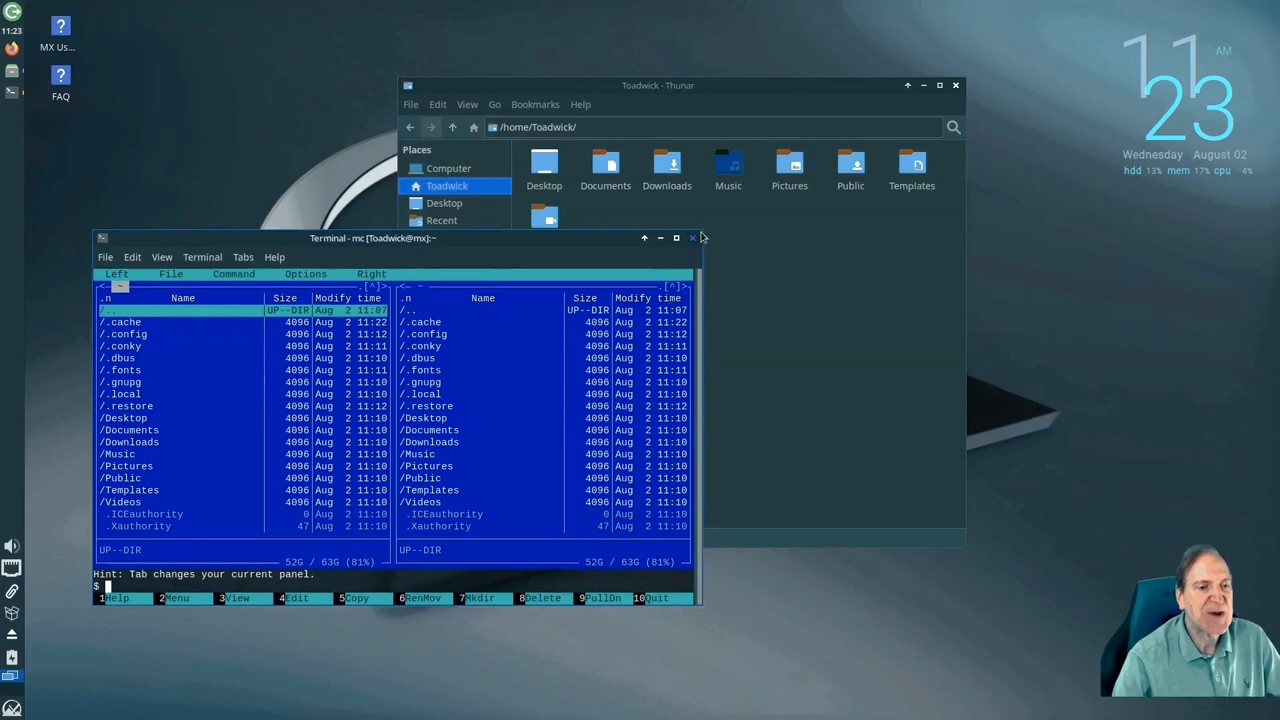 11:23
MX Us...
FAQ
11 AM
23
Wednesday August 02
hdd 13% mem 17% cpu 4%
Toadwick - Thunar
File Edit View Go Bookmarks Help
/home/Toadwick/
Places
Computer
Toadwick
Desktop
Recent
Desktop Documents Downloads Music Pictures Public Templates
Terminal - mc [Toadwick@mx]:~
File Edit View Terminal Tabs Help
Left File Command Options Right
<─ ~ .[^]> <─ ~ .[^]>
.n Name Size Modify time .n Name Size Modify time
/.. UP--DIR Aug 2 11:07 /.. UP--DIR Aug 2 11:07
/.cache 4096 Aug 2 11:22 /.cache 4096 Aug 2 11:22
/.config 4096 Aug 2 11:12 /.config 4096 Aug 2 11:12
/.conky 4096 Aug 2 11:11 /.conky 4096 Aug 2 11:11
/.dbus 4096 Aug 2 11:10 /.dbus 4096 Aug 2 11:10
/.fonts 4096 Aug 2 11:11 /.fonts 4096 Aug 2 11:11
/.gnupg 4096 Aug 2 11:10 /.gnupg 4096 Aug 2 11:10
/.local 4096 Aug 2 11:10 /.local 4096 Aug 2 11:10
/.restore 4096 Aug 2 11:12 /.restore 4096 Aug 2 11:12
/Desktop 4096 Aug 2 11:10 /Desktop 4096 Aug 2 11:10
/Documents 4096 Aug 2 11:10 /Documents 4096 Aug 2 11:10
/Downloads 4096 Aug 2 11:10 /Downloads 4096 Aug 2 11:10
/Music 4096 Aug 2 11:10 /Music 4096 Aug 2 11:10
/Pictures 4096 Aug 2 11:10 /Pictures 4096 Aug 2 11:10
/Public 4096 Aug 2 11:10 /Public 4096 Aug 2 11:10
/Templates 4096 Aug 2 11:10 /Templates 4096 Aug 2 11:10
/Videos 4096 Aug 2 11:10 /Videos 4096 Aug 2 11:10
.ICEauthority 0 Aug 2 11:10 .ICEauthority 0 Aug 2 11:10
.Xauthority 47 Aug 2 11:10 .Xauthority 47 Aug 2 11:10
UP--DIR UP--DIR
52G / 63G (81%) 52G / 63G (81%)
Hint: Tab changes your current panel.
$
1Help 2Menu 3View 4Edit 5Copy 6RenMov 7Mkdir 8Delete 9PullDn 10Quit